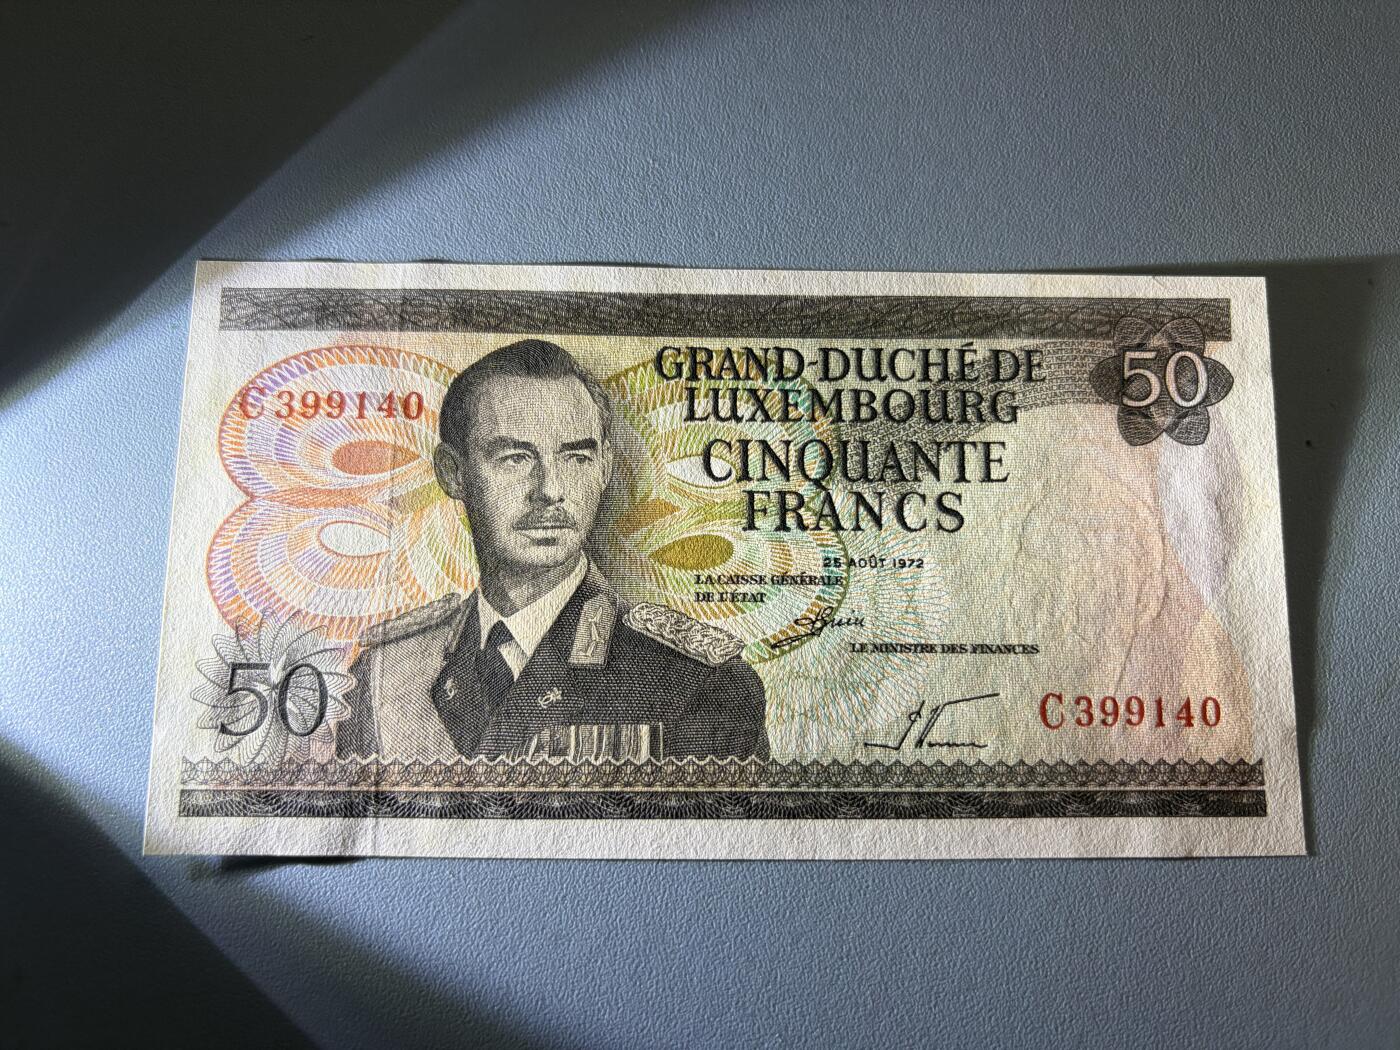 50
GRAND-DUCHÉ DE
LUXEMBOURG
C 399140
CINQUANTE
FRANCS
25 AOÛT 1972
LA CAISSE GÉNÉRALE
DE L'ÉTAT
LE MINISTRE DES FINANCES
50
C 399140